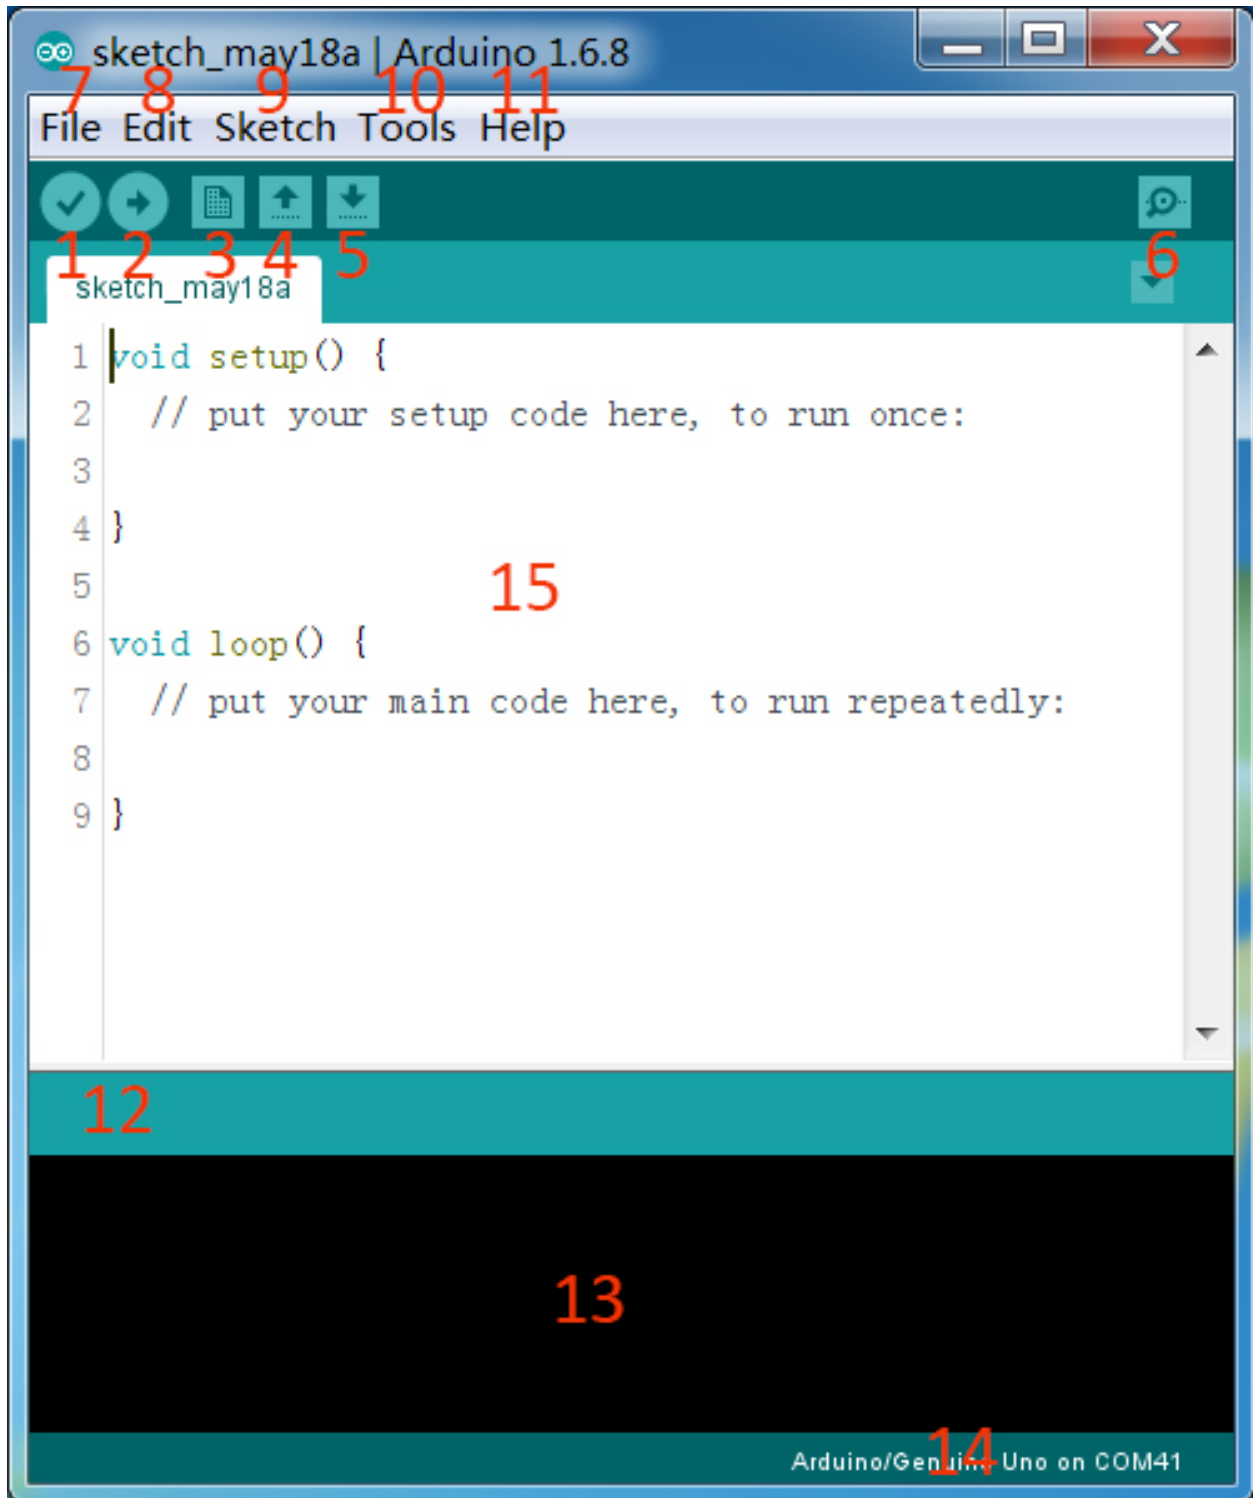 sketch_may18a | Arduino 1.6.8
7 8 9 10 11
File Edit Sketch Tools Help
1 2 3 4 5 6
sketch_may18a
1 void setup() {
2 // put your setup code here, to run once:
3
4 }
5
15
6 void loop() {
7 // put your main code here, to run repeatedly:
8
9 }
12
13
14
Arduino/Genuino Uno on COM41